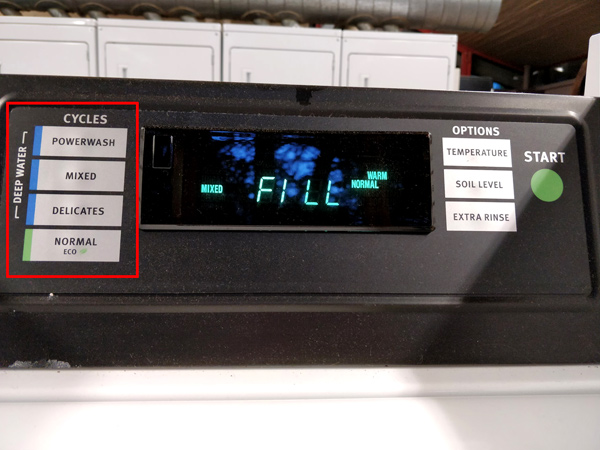 CYCLES
DEEP WATER
POWERWASH
MIXED
DELICATES
NORMAL
ECO
MIXED
FILL
WARM
NORMAL
OPTIONS
TEMPERATURE
SOIL LEVEL
EXTRA RINSE
START